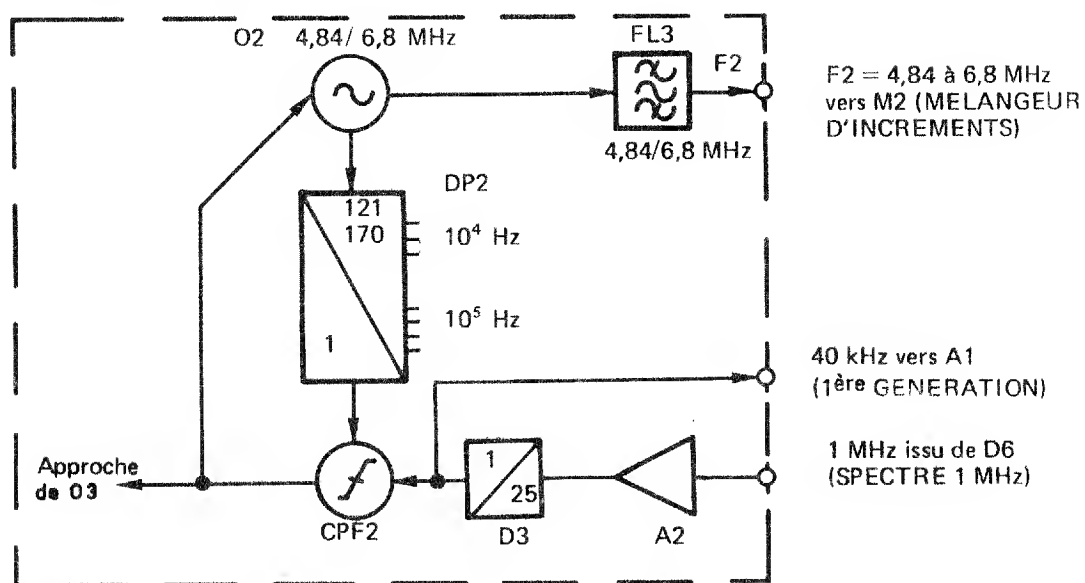 O2 4,84/ 6,8 MHz
FL3
F2
4,84/6,8 MHz
F2 = 4,84 à 6,8 MHz
vers M2 (MELANGEUR
D'INCREMENTS)
DP2
121
170
10⁴ Hz
10⁵ Hz
1
40 kHz vers A1
(1ère GENERATION)
1 MHz issu de D6
(SPECTRE 1 MHz)
Approche
de 03
CPF2
1
25
D3
A2